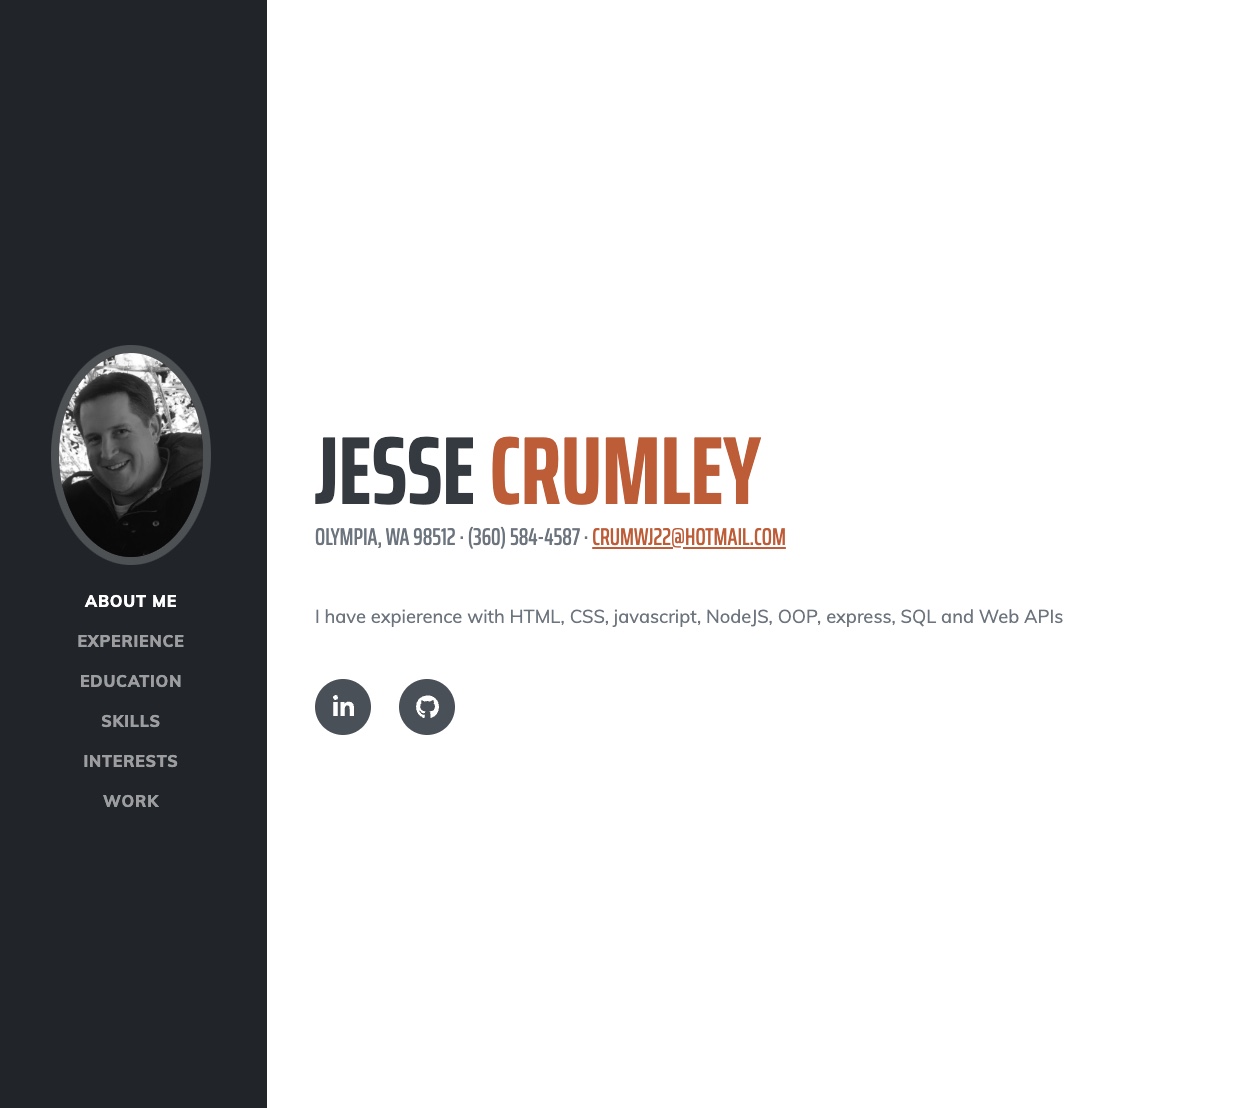 ABOUT ME
EXPERIENCE
EDUCATION
SKILLS
INTERESTS
WORK
JESSE CRUMLEY
OLYMPIA, WA 98512 · (360) 584-4587 · CRUMWJ22@HOTMAIL.COM
I have expierence with HTML, CSS, javascript, NodeJS, OOP, express, SQL and Web APIs
in